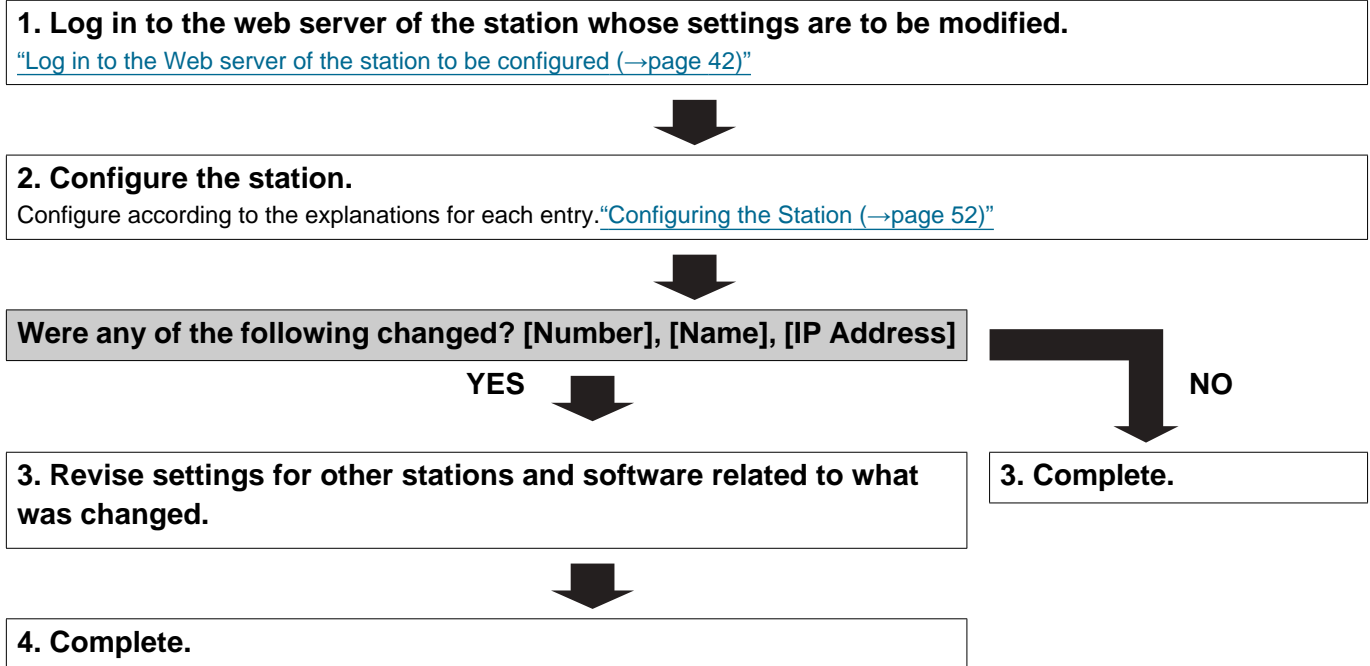 1. Log in to the web server of the station whose settings are to be modified.
“Log in to the Web server of the station to be configured (→page 42)”
2. Configure the station.
Configure according to the explanations for each entry.“Configuring the Station (→page 52)”
Were any of the following changed? [Number], [Name], [IP Address]
YES
NO
3. Revise settings for other stations and software related to what
was changed.
3. Complete.
4. Complete.